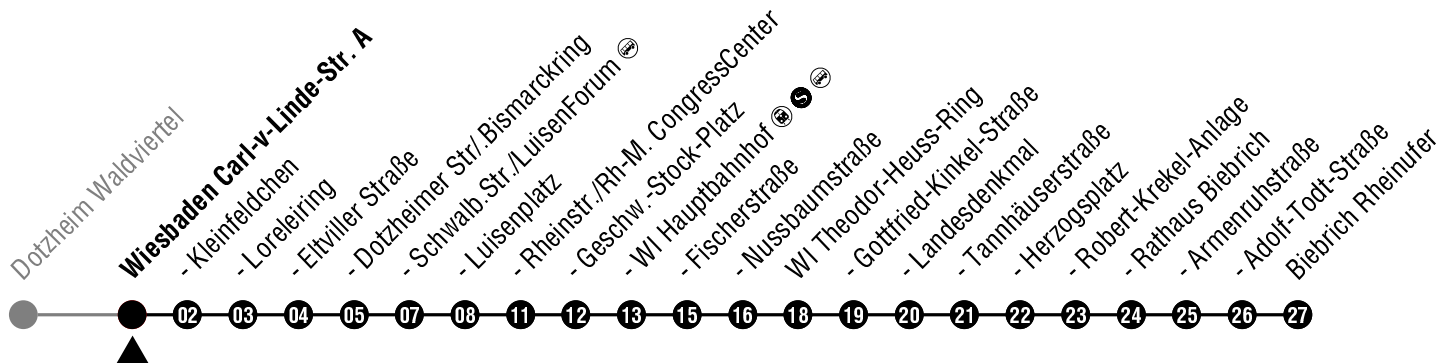 Dotzheim Waldviertel
Wiesbaden Carl-v-Linde-Str. A
- Kleinfeldchen
- Loreleiring
- Eltviller Straße
- Dotzheimer Str/.Bismarckring
- Schwalb.Str./LuisenForum
- Luisenplatz
- Rheinstr./Rh-M. CongressCenter
- Geschw.-Stock-Platz
- WI Hauptbahnhof S
- Fischerstraße
- Nussbaumstraße
WI Theodor-Heuss-Ring
- Gottfried-Kinkel-Straße
- Landesdenkmal
- Tannhäuserstraße
- Herzogsplatz
- Robert-Krekel-Anlage
- Rathaus Biebrich
- Armenruhstraße
- Adolf-Todt-Straße
Biebrich Rheinufer
02 03 04 05 07 08 11 12 13 15 16 18 19 20 21 22 23 24 25 26 27